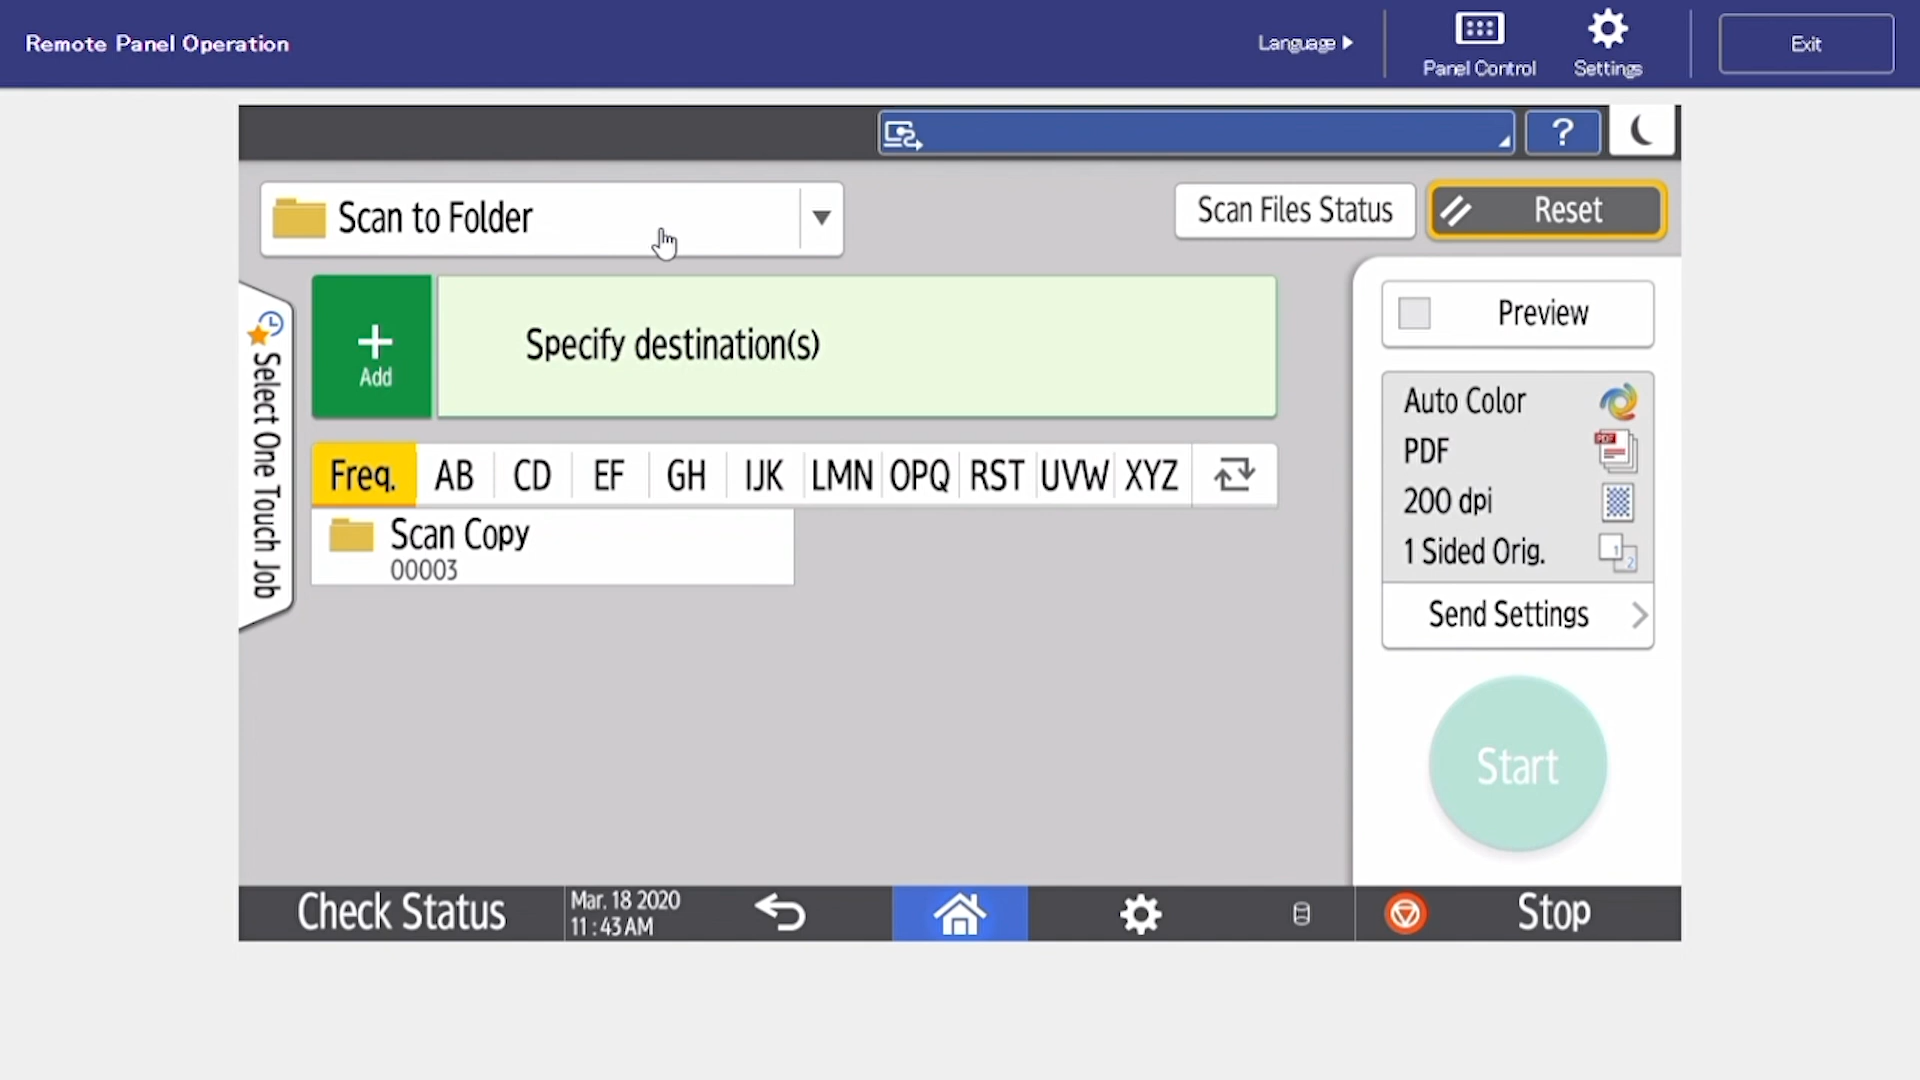 Remote Panel Operation
Language
Panel Control
Settings
Exit
?
Scan to Folder
Scan Files Status
Reset
Select One Touch Job
Add
Specify destination(s)
Preview
Auto Color
PDF
PDF
200 dpi
1 Sided Orig.
1
2
Send Settings
Freq. AB CD EF GH IJK LMN OPQ RST UVW XYZ
Scan Copy
00003
Start
Check Status
Mar. 18 2020
11 : 43 AM
Stop